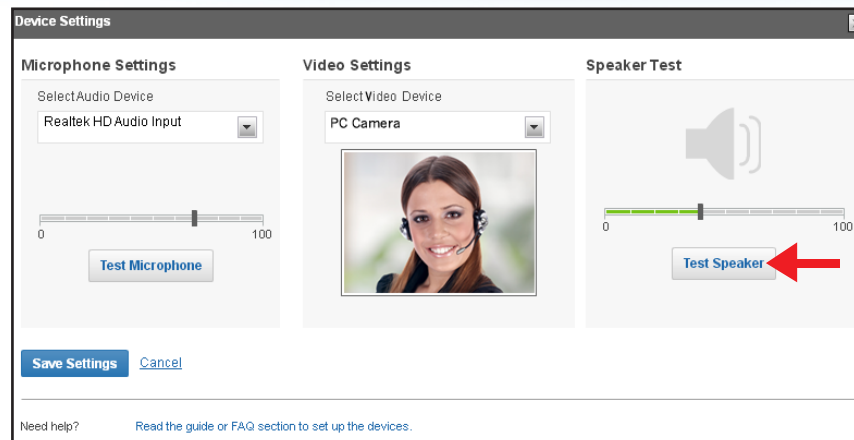 Device Settings
Microphone Settings
Select Audio Device
Realtek HD Audio Input
0 100
Test Microphone
Video Settings
Select Video Device
PC Camera
Speaker Test
0 100
Test Speaker
Save Settings Cancel
Need help? Read the guide or FAQ section to set up the devices.